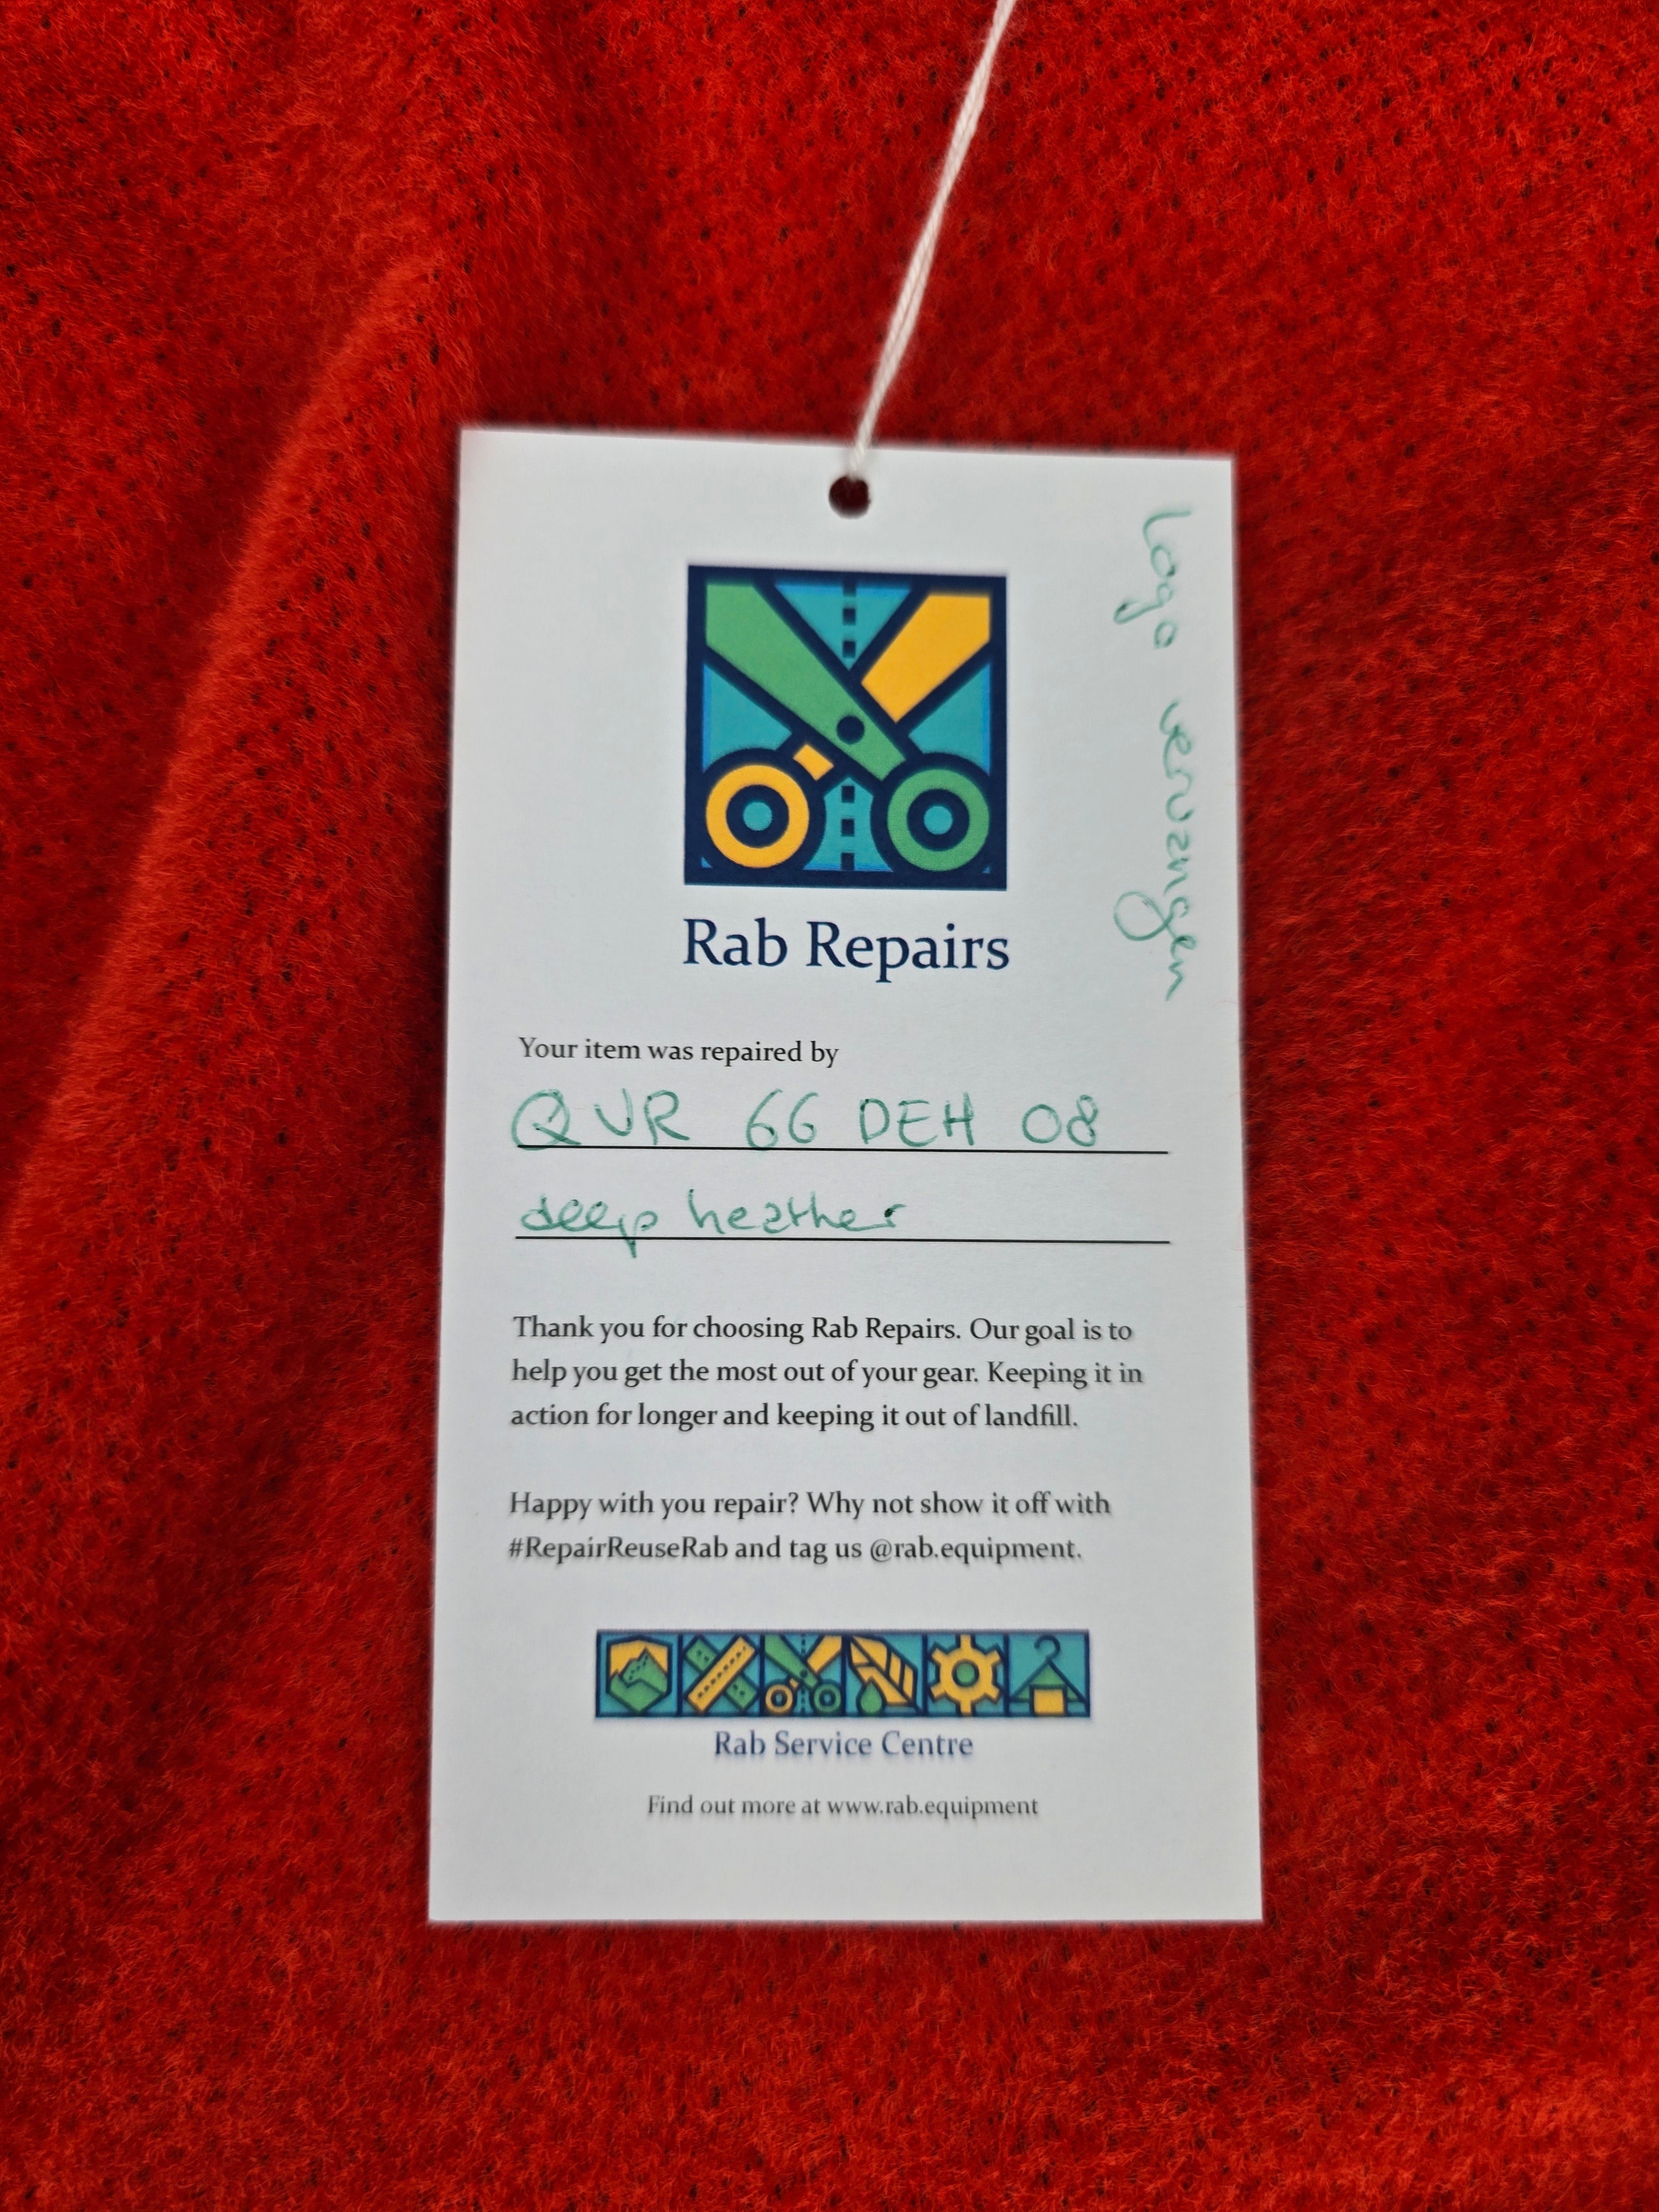 Logo vervangen
Rab Repairs
Your item was repaired by
QVR 66 DEH 08
deep heather
Thank you for choosing Rab Repairs. Our goal is to
help you get the most out of your gear. Keeping it in
action for longer and keeping it out of landfill.
Happy with you repair? Why not show it off with
#RepairReuseRab and tag us @rab.equipment.
Rab Service Centre
Find out more at www.rab.equipment